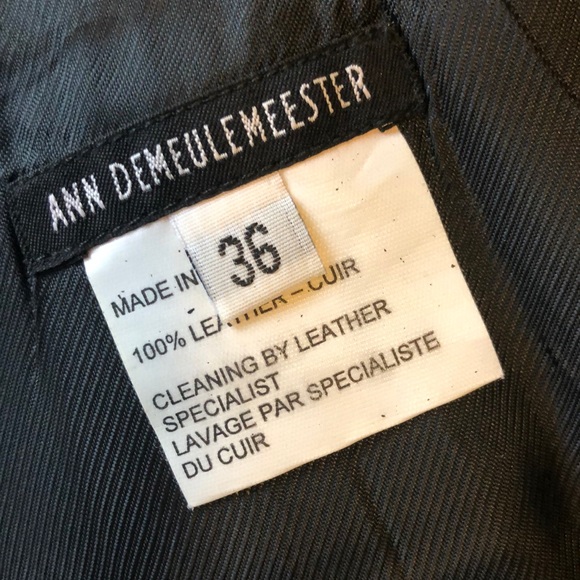 ANN DEMEULEMEESTER
36
MADE IN
100% LEATHER - CUIR
CLEANING BY LEATHER
SPECIALIST
LAVAGE PAR SPECIALISTE
DU CUIR